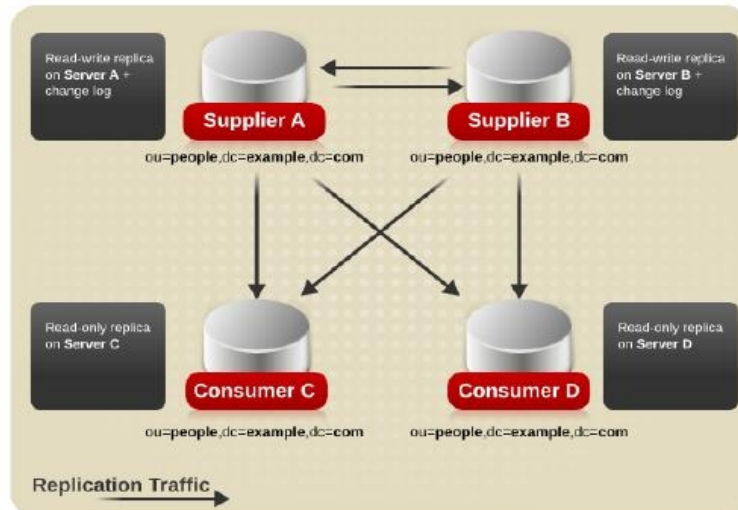 Read-write replica
on Server A +
change log
Supplier A
ou=people,dc=example,dc=com
Supplier B
ou=people,dc=example,dc=com
Read-write replica
on Server B +
change log
Read-only replica
on Server C
Consumer C
ou=people,dc=example,dc=com
Consumer D
ou=people,dc=example,dc=com
Read-only replica
on Server D
Replication Traffic